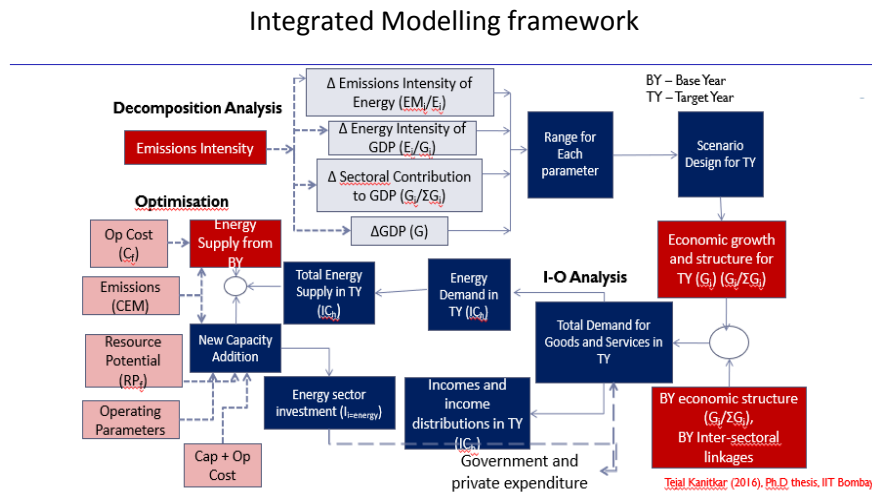 Integrated Modelling framework
BY – Base Year
TY – Target Year
Decomposition Analysis
Emissions Intensity
Δ Emissions Intensity of
Energy (EMi/Ei)
Δ Energy Intensity of
GDP (Ei/Gi)
Δ Sectoral Contribution
to GDP (Gi/ΣGi)
ΔGDP (G)
Range for
Each
parameter
Scenario
Design for TY
Optimisation
Op Cost
(Cf)
Energy
Supply from
BY
Emissions
(CEM)
Resource
Potential
(RPf)
Operating
Parameters
Cap + Op
Cost
New Capacity
Addition
Total Energy
Supply in TY
(ICh)
Energy
Demand in
TY (ICh)
I-O Analysis
Economic growth
and structure for
TY (Gi) (Gi/ΣGi)
Total Demand for
Goods and Services in
TY
Energy sector
investment (Ii=energy)
Incomes and
income
distributions in TY
(ICh)
BY economic structure
(Gi/ΣGi),
BY Inter-sectoral
linkages
Government and
private expenditure
Tejal Kanitkar (2016), Ph.D thesis, IIT Bombay